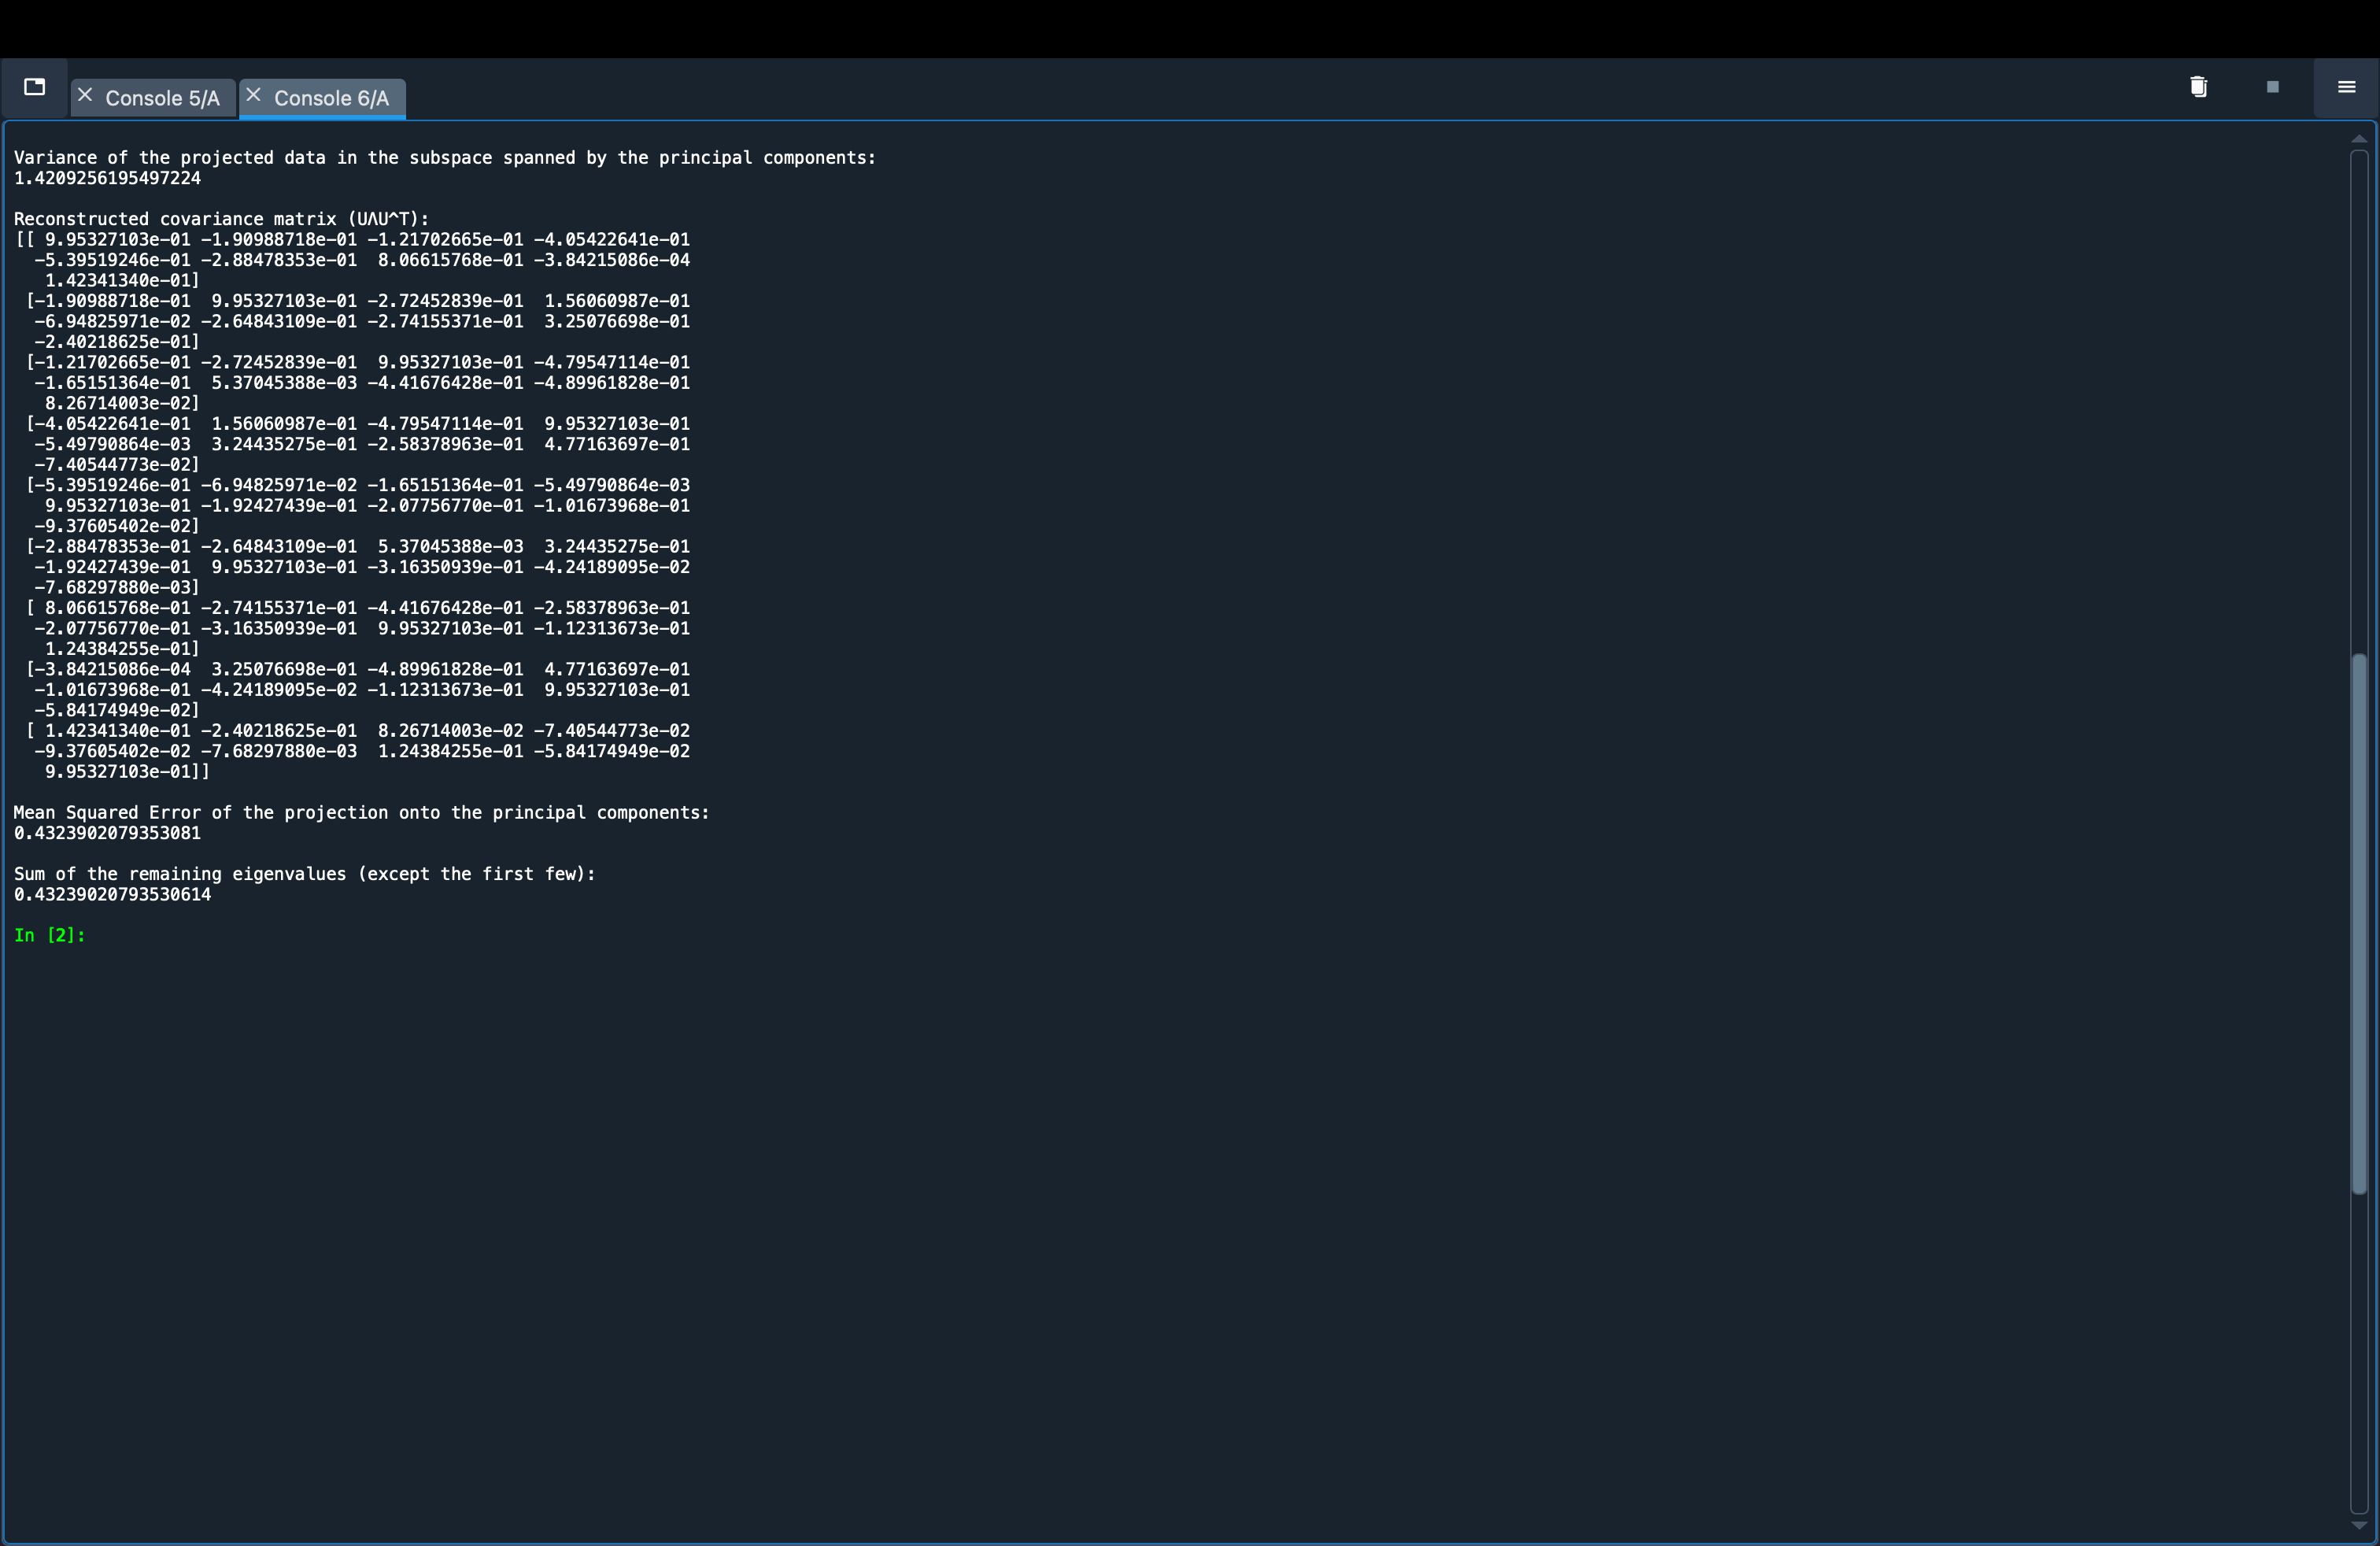 Console 5/A
Console 6/A
Variance of the projected data in the subspace spanned by the principal components:
1.4209256195497224
Reconstructed covariance matrix (UΛU^T):
[[ 9.95327103e-01 -1.90988718e-01 -1.21702665e-01 -4.05422641e-01
  -5.39519246e-01 -2.88478353e-01  8.06615768e-01 -3.84215086e-04
   1.42341340e-01]
 [-1.90988718e-01  9.95327103e-01 -2.72452839e-01  1.56060987e-01
  -6.94825971e-02 -2.64843109e-01 -2.74155371e-01  3.25076698e-01
  -2.40218625e-01]
 [-1.21702665e-01 -2.72452839e-01  9.95327103e-01 -4.79547114e-01
  -1.65151364e-01  5.37045388e-03 -4.41676428e-01 -4.89961828e-01
   8.26714003e-02]
 [-4.05422641e-01  1.56060987e-01 -4.79547114e-01  9.95327103e-01
  -5.49790864e-03  3.24435275e-01 -2.58378963e-01  4.77163697e-01
  -7.40544773e-02]
 [-5.39519246e-01 -6.94825971e-02 -1.65151364e-01 -5.49790864e-03
   9.95327103e-01 -1.92427439e-01 -2.07756770e-01 -1.01673968e-01
  -9.37605402e-02]
 [-2.88478353e-01 -2.64843109e-01  5.37045388e-03  3.24435275e-01
  -1.92427439e-01  9.95327103e-01 -3.16350939e-01 -4.24189095e-02
  -7.68297880e-03]
 [ 8.06615768e-01 -2.74155371e-01 -4.41676428e-01 -2.58378963e-01
  -2.07756770e-01 -3.16350939e-01  9.95327103e-01 -1.12313673e-01
   1.24384255e-01]
 [-3.84215086e-04  3.25076698e-01 -4.89961828e-01  4.77163697e-01
  -1.01673968e-01 -4.24189095e-02 -1.12313673e-01  9.95327103e-01
  -5.84174949e-02]
 [ 1.42341340e-01 -2.40218625e-01  8.26714003e-02 -7.40544773e-02
  -9.37605402e-02 -7.68297880e-03  1.24384255e-01 -5.84174949e-02
   9.95327103e-01]]
Mean Squared Error of the projection onto the principal components:
0.4323902079353081
Sum of the remaining eigenvalues (except the first few):
0.43239020793530614
In [2]: